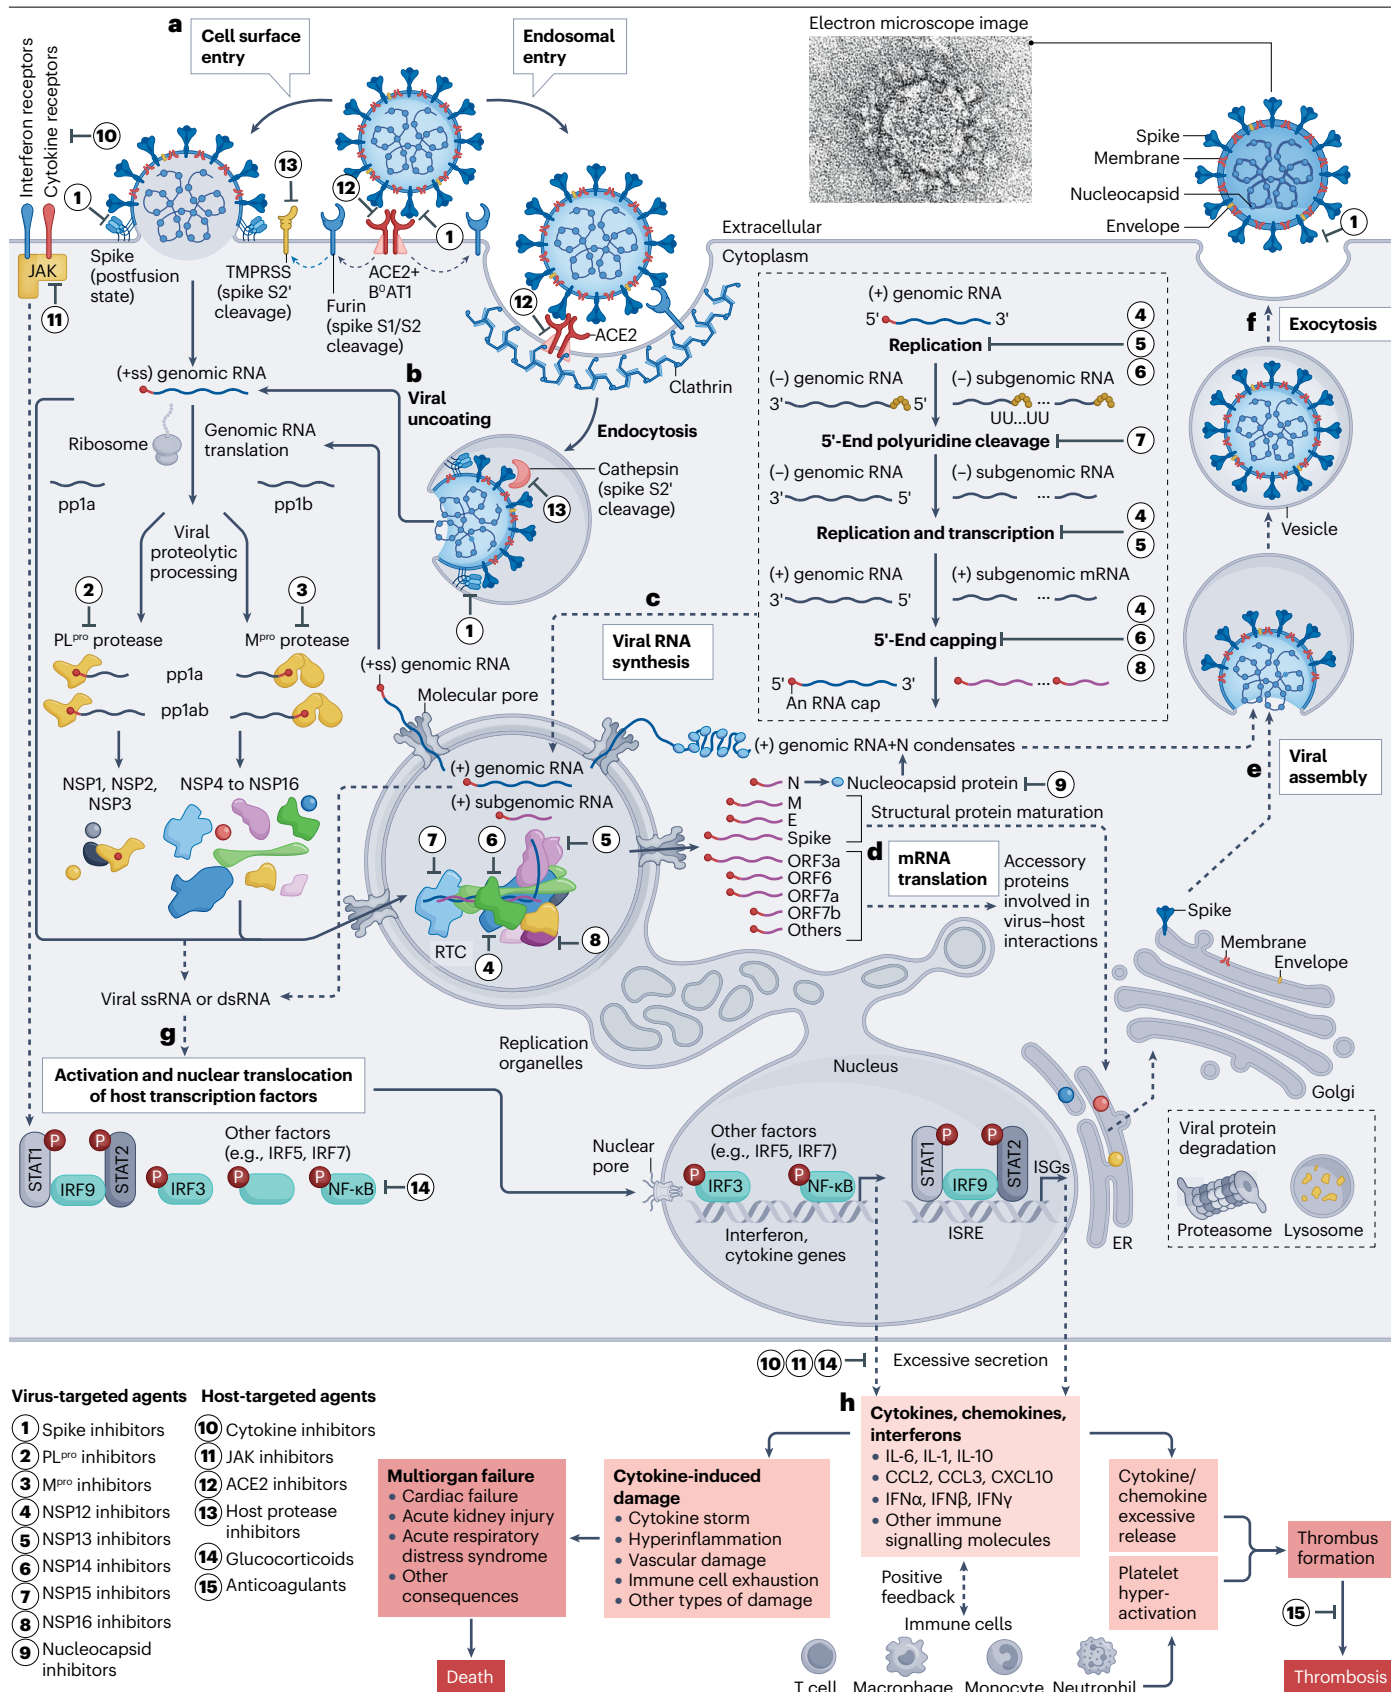 a
Cell surface
entry
Endosomal
entry
Electron microscope image
Interferon receptors
Cytokine receptors
10
13
12
1
1
Spike
Membrane
Nucleocapsid
Envelope
1
Extracellular
Cytoplasm
JAK
11
Spike
(postfusion
state)
TMPRSS
(spike S2'
cleavage)
Furin
(spike S1/S2
cleavage)
ACE2+
B⁰AT1
12
ACE2
Clathrin
(+) genomic RNA
5' 3'
Replication
4
5
6
(–) genomic RNA
3' 5'
(–) subgenomic RNA
...
UU...UU
5'-End polyuridine cleavage
7
(–) genomic RNA
3' 5'
(–) subgenomic RNA
...
Replication and transcription
4
5
(+) genomic RNA
3' 5'
(+) subgenomic mRNA
...
5'-End capping
4
6
8
5' 3'
...
An RNA cap
f
Exocytosis
Vesicle
(+ss) genomic RNA
b
Viral
uncoating
Endocytosis
Ribosome
Genomic RNA
translation
pp1a
pp1b
Cathepsin
(spike S2'
cleavage)
13
1
Viral
proteolytic
processing
2
3
PLᵖʳᵒ protease
Mᵖʳᵒ protease
pp1a
pp1ab
NSP1, NSP2,
NSP3
NSP4 to NSP16
c
Viral RNA
synthesis
(+ss) genomic RNA
Molecular pore
(+) genomic RNA
(+) subgenomic RNA
7
6
5
RTC
4
8
(+) genomic RNA+N condensates
N
Nucleocapsid protein
9
M
E
Spike
Structural protein maturation
ORF3a
ORF6
ORF7a
ORF7b
Others
d
mRNA
translation
Accessory
proteins
involved in
virus–host
interactions
e
Viral
assembly
Spike
Membrane
Envelope
Golgi
Viral ssRNA or dsRNA
g
Activation and nuclear translocation
of host transcription factors
Replication
organelles
Nucleus
STAT1
P
P
STAT2
IRF9
P
IRF3
Other factors
(e.g., IRF5, IRF7)
P
P
NF-κB
14
Nuclear
pore
Other factors
(e.g., IRF5, IRF7)
P
IRF3
P
NF-κB
Interferon,
cytokine genes
STAT1
P
P
STAT2
IRF9
ISGs
ISRE
ER
Viral protein
degradation
Proteasome
Lysosome
10 11 14
Excessive secretion
Virus-targeted agents
1 Spike inhibitors
2 PLᵖʳᵒ inhibitors
3 Mᵖʳᵒ inhibitors
4 NSP12 inhibitors
5 NSP13 inhibitors
6 NSP14 inhibitors
7 NSP15 inhibitors
8 NSP16 inhibitors
9 Nucleocapsid
inhibitors
Host-targeted agents
10 Cytokine inhibitors
11 JAK inhibitors
12 ACE2 inhibitors
13 Host protease
inhibitors
14 Glucocorticoids
15 Anticoagulants
h
Cytokines, chemokines,
interferons
• IL-6, IL-1, IL-10
• CCL2, CCL3, CXCL10
• IFNα, IFNβ, IFNγ
• Other immune
signalling molecules
Cytokine-induced
damage
• Cytokine storm
• Hyperinflammation
• Vascular damage
• Immune cell exhaustion
• Other types of damage
Multiorgan failure
• Cardiac failure
• Acute kidney injury
• Acute respiratory
distress syndrome
• Other
consequences
Death
Positive
feedback
Immune cells
T cell
Macrophage
Monocyte
Neutrophil
Cytokine/
chemokine
excessive
release
Platelet
hyper-
activation
Thrombus
formation
15
Thrombosis